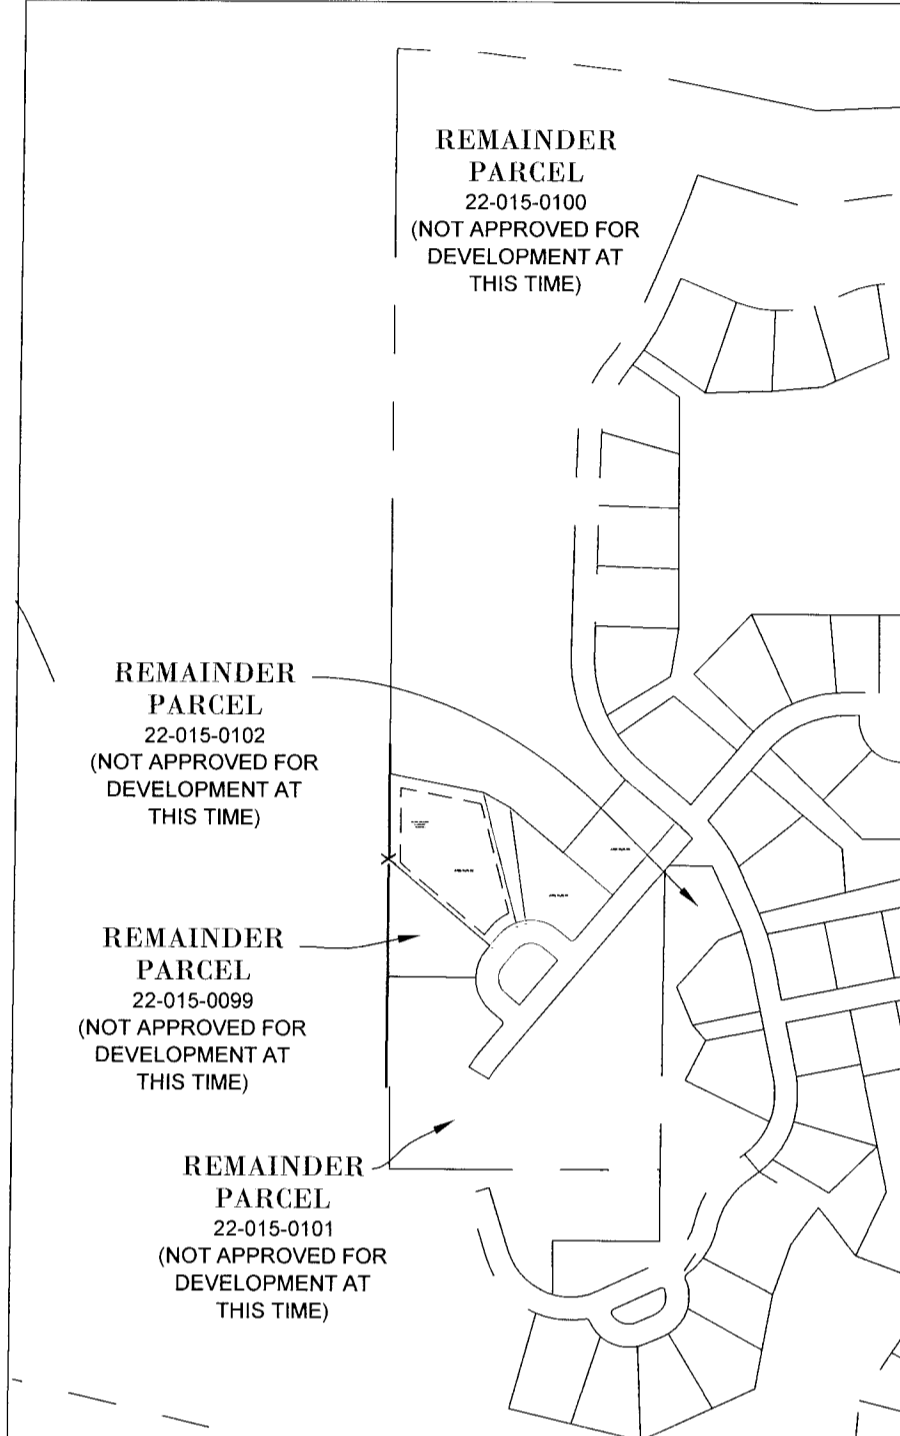 REMAINDER
PARCEL
22-015-0100
(NOT APPROVED FOR
DEVELOPMENT AT
THIS TIME)
REMAINDER
PARCEL
22-015-0102
(NOT APPROVED FOR
DEVELOPMENT AT
THIS TIME)
REMAINDER
PARCEL
22-015-0099
(NOT APPROVED FOR
DEVELOPMENT AT
THIS TIME)
REMAINDER
PARCEL
22-015-0101
(NOT APPROVED FOR
DEVELOPMENT AT
THIS TIME)